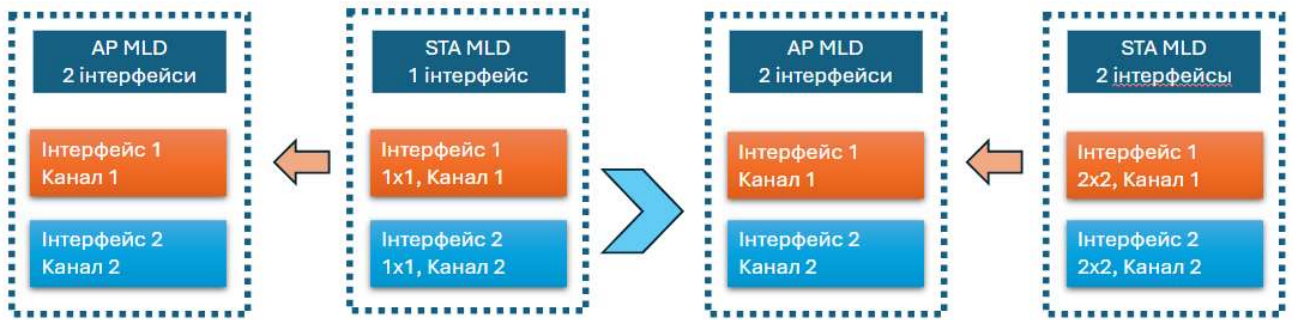 AP MLD
2 інтерфейси
Інтерфейс 1
Канал 1
Інтерфейс 2
Канал 2
STA MLD
1 інтерфейс
Інтерфейс 1
1x1, Канал 1
Інтерфейс 2
1x1, Канал 2
AP MLD
2 інтерфейси
Інтерфейс 1
Канал 1
Інтерфейс 2
Канал 2
STA MLD
2 інтерфейсы
Інтерфейс 1
2x2, Канал 1
Інтерфейс 2
2x2, Канал 2